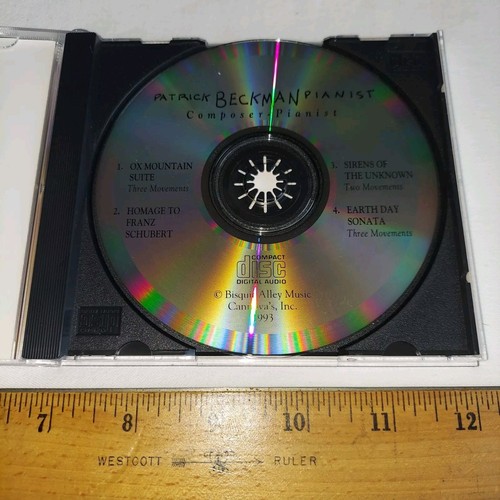 PATRICK BECKMAN PIANIST
Composer-Pianist
1. OX MOUNTAIN
SUITE
Three Movements
2. HOMAGE TO
FRANZ
SCHUBERT
3. SIRENS OF
THE UNKNOWN
Two Movements
4. EARTH DAY
SONATA
Three Movements
COMPACT
disc
DIGITAL AUDIO
© Bisquit Alley Music
Cannova's, Inc.
1993
7 8 10 11 12
WESTCOTT RULER